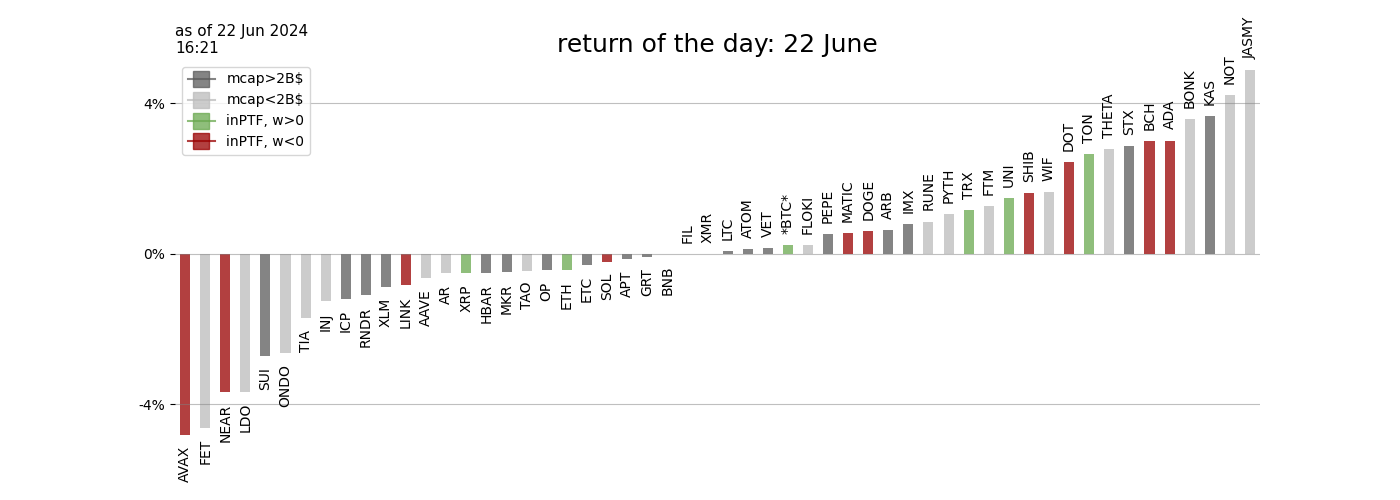 as of 22 Jun 2024
16:21
return of the day: 22 June
mcap>2B$
mcap<2B$
inPTF, w>0
inPTF, w<0
4%
0%
-4%
AVAX
FET
NEAR
LDO
SUI
ONDO
TIA
INJ
ICP
RNDR
XLM
LINK
AAVE
AR
XRP
HBAR
MKR
TAO
OP
ETH
ETC
SOL
APT
GRT
BNB
FIL
XMR
LTC
ATOM
VET
*BTC*
FLOKI
PEPE
MATIC
DOGE
ARB
IMX
RUNE
PYTH
TRX
FTM
UNI
SHIB
WIF
DOT
TON
THETA
STX
BCH
ADA
BONK
KAS
NOT
JASMY